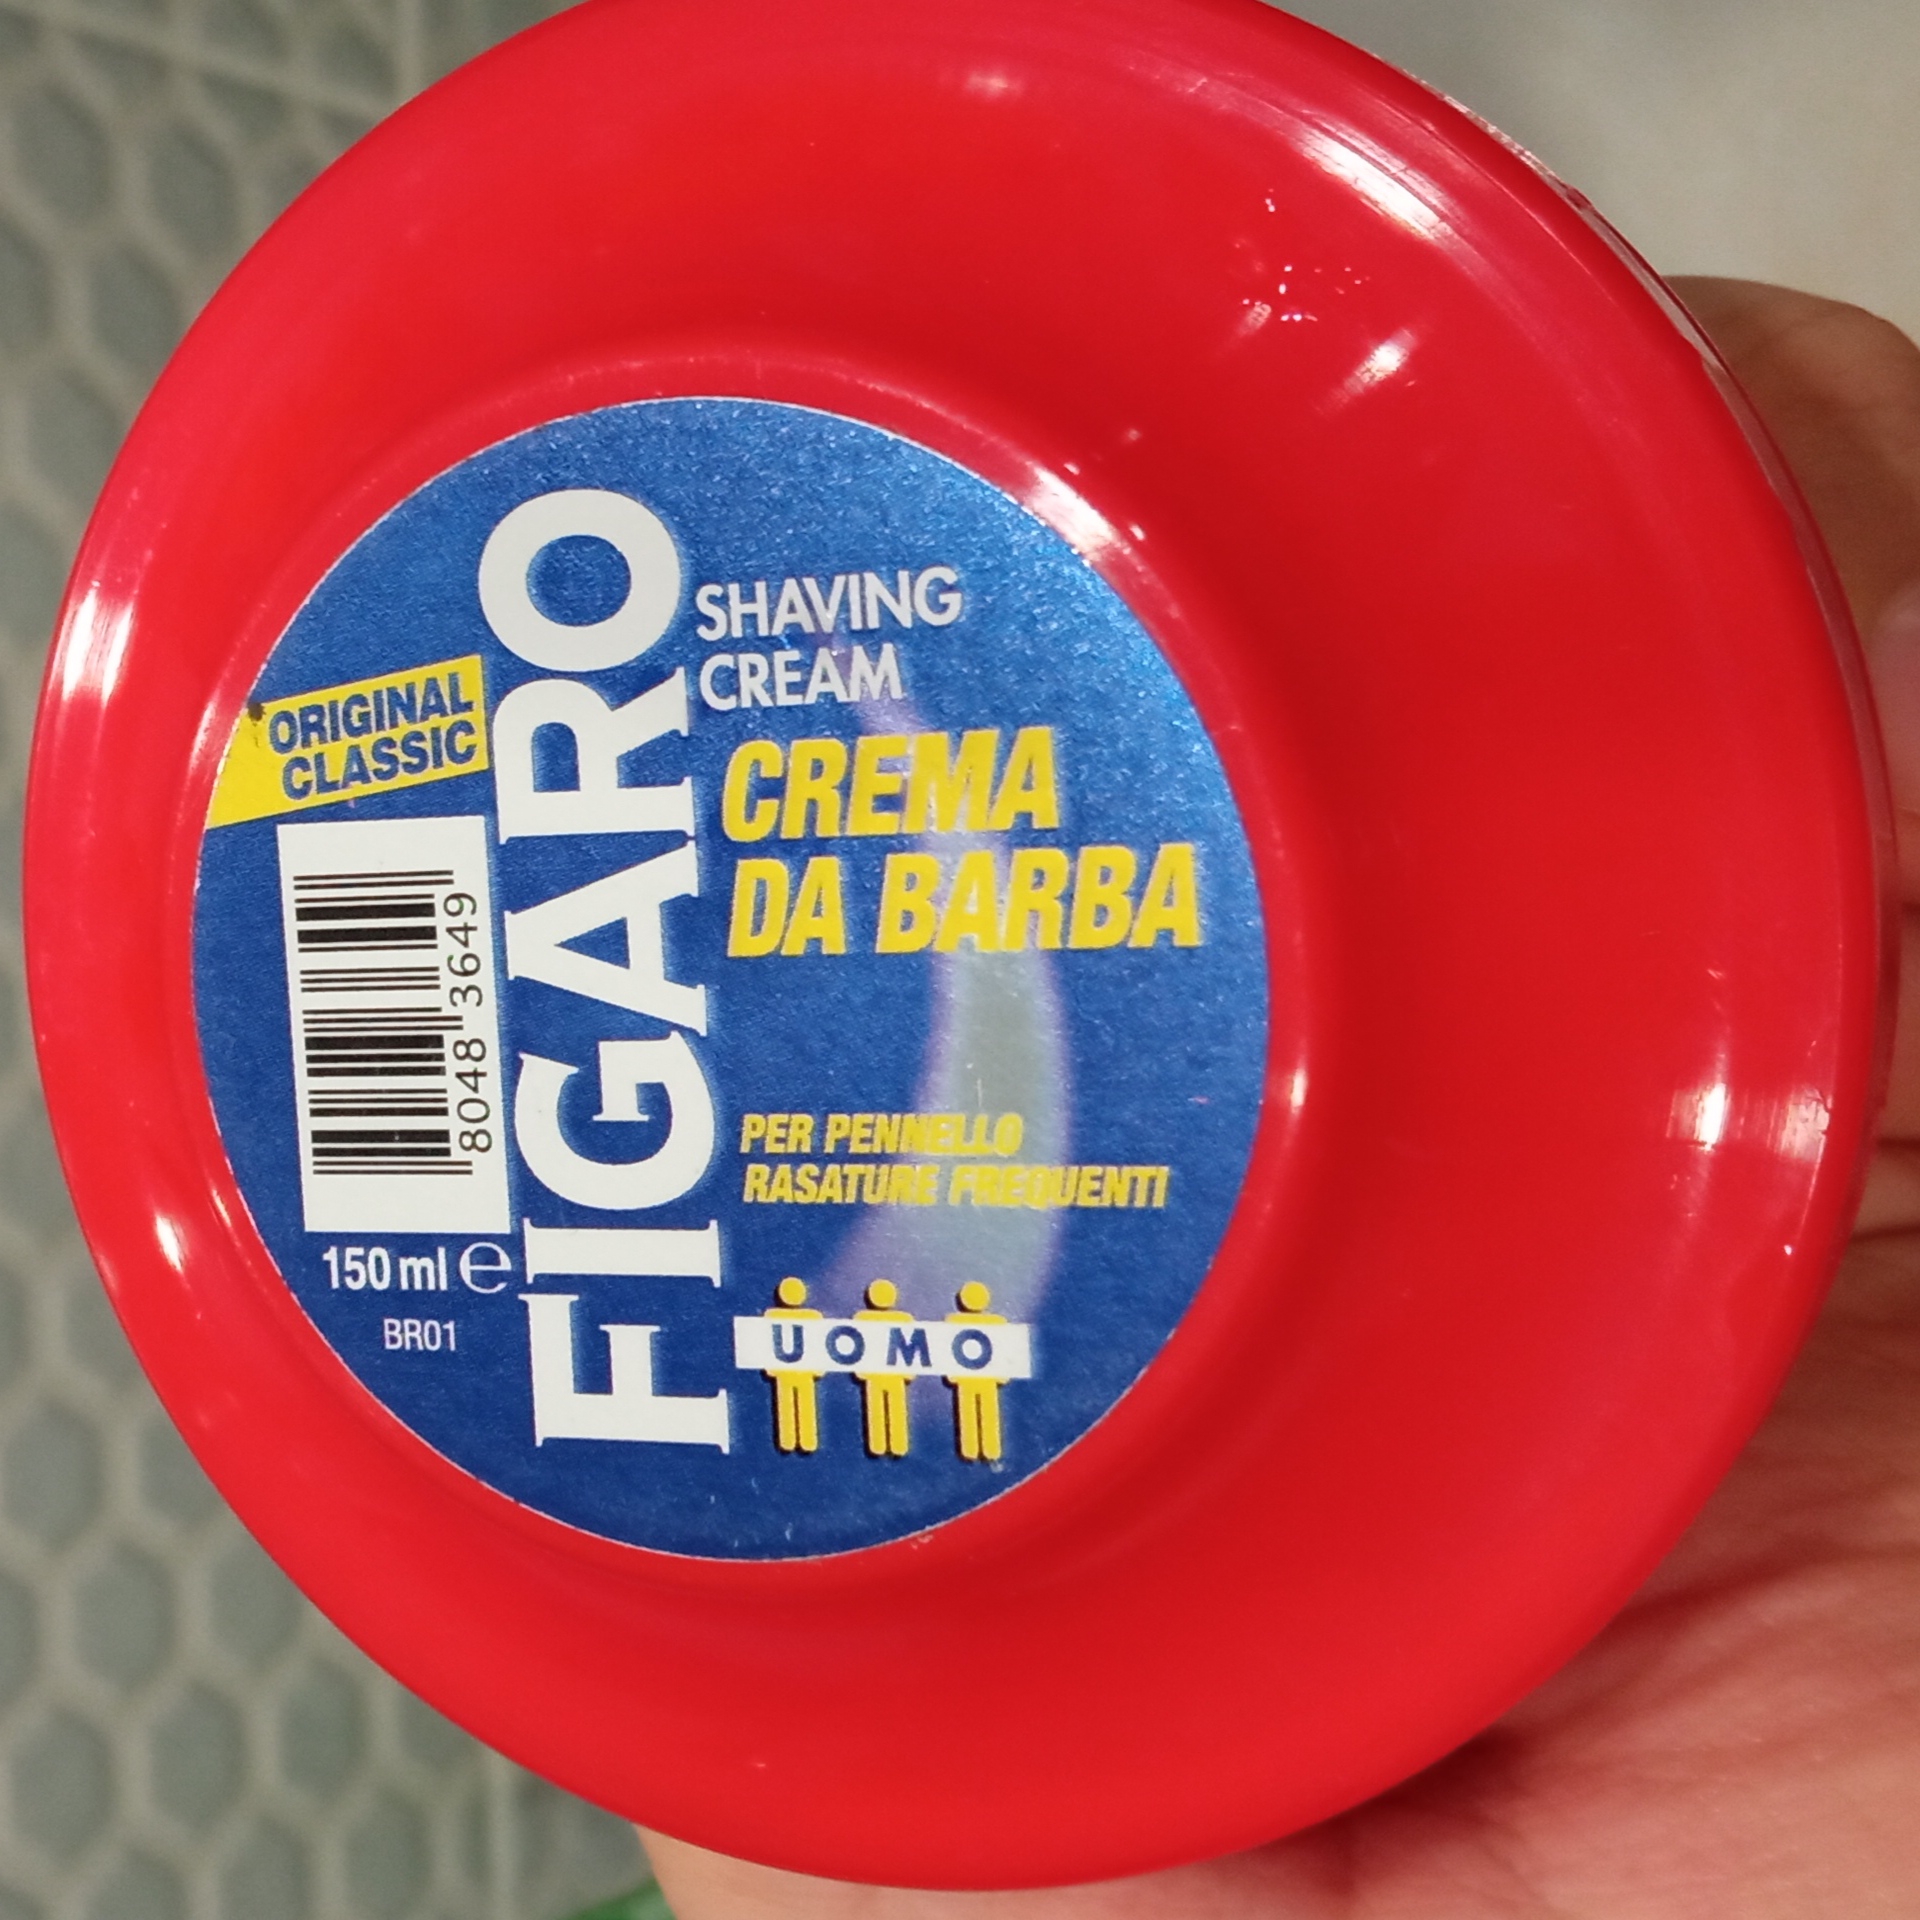 ORIGINAL
CLASSIC
FIGARO
SHAVING
CREAM
CREMA
DA BARBA
PER PENNELLO
RASATURE FREQUENTI
UOMO
8048 3649
150 ml ℮
BR01